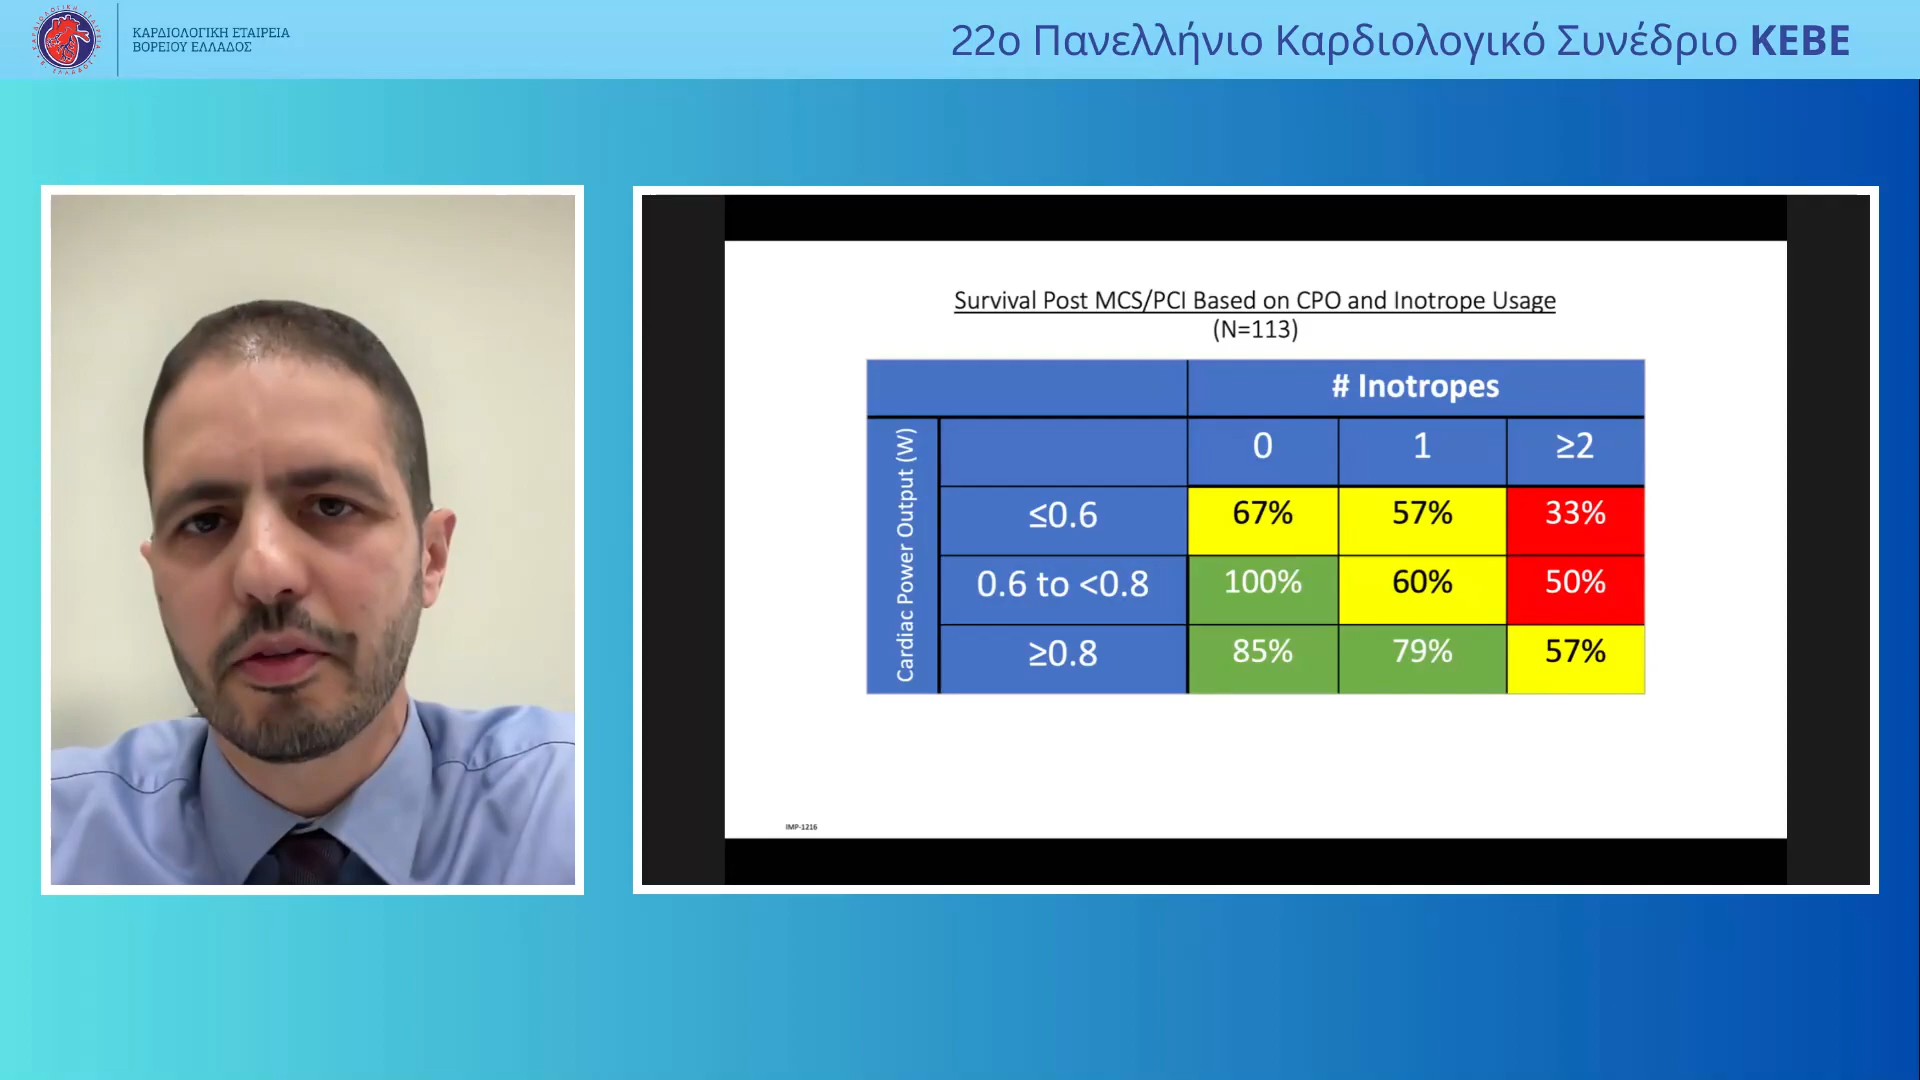 ΚΑΡΔΙΟΛΟΓΙΚΗ ΕΤΑΙΡΕΙΑ
ΒΟΡΕΙΟΥ ΕΛΛΑΔΟΣ
22ο Πανελλήνιο Καρδιολογικό Συνέδριο ΚΕΒΕ
Survival Post MCS/PCI Based on CPO and Inotrope Usage
(N=113)
# Inotropes
Cardiac Power Output (W)
0 1 ≥2
≤0.6 67% 57% 33%
0.6 to <0.8 100% 60% 50%
≥0.8 85% 79% 57%
IMP-1216